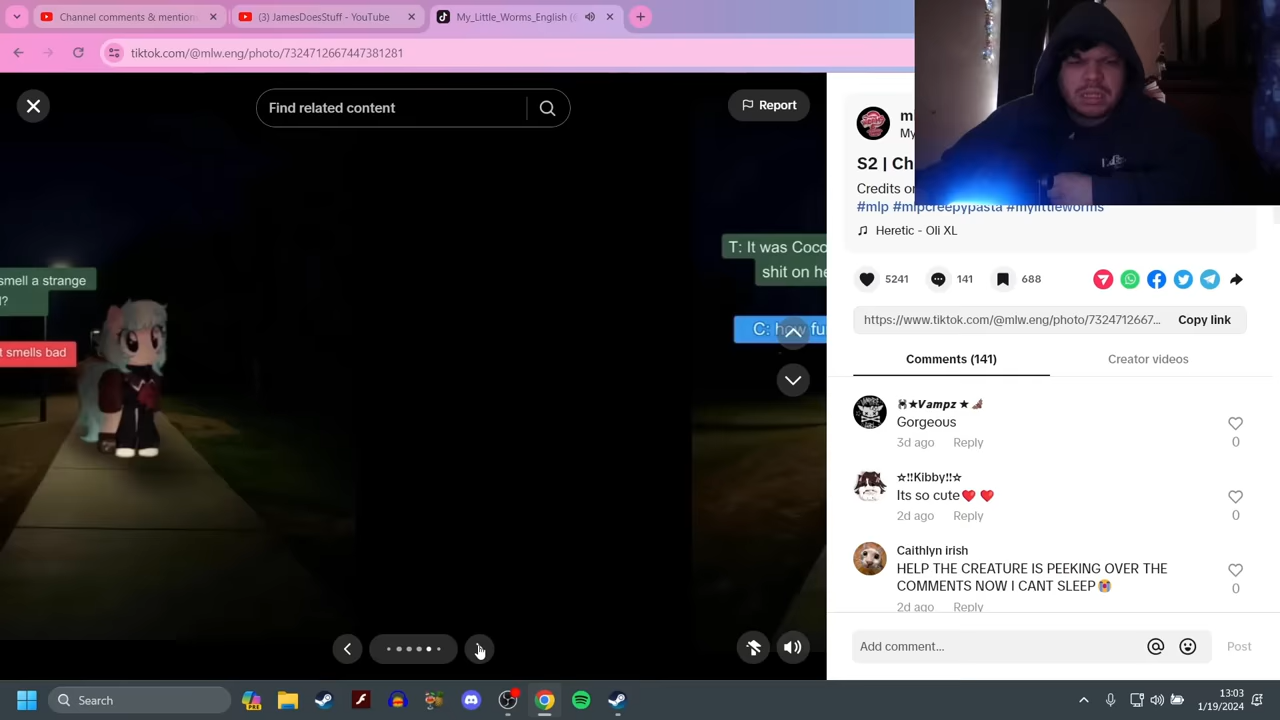 Channel comments & mention
(3) JamesDoesStuff - YouTube
My_Little_Worms_English (
tiktok.com/@mlw.eng/photo/7324712667447381281
Find related content
Report
smell a strange
l?
t smells bad
T: It was Coco
shit on he
C: how fu
m
My
S2 | Ch
Credits o
#mlp #mlpcreepypasta #mylittleworms
Heretic - Oli XL
5241
141
688
https://www.tiktok.com/@mlw.eng/photo/732471266...
Copy link
Comments (141)
Creator videos
★Vampz ★
Gorgeous
3d ago Reply
0
☆!!Kibby!!☆
Its so cute❤️ ❤️
2d ago Reply
0
Caithlyn irish
HELP THE CREATURE IS PEEKING OVER THE
COMMENTS NOW I CANT SLEEP😭
2d ago Reply
0
Add comment...
Post
Search
PRE
13:03
1/19/2024